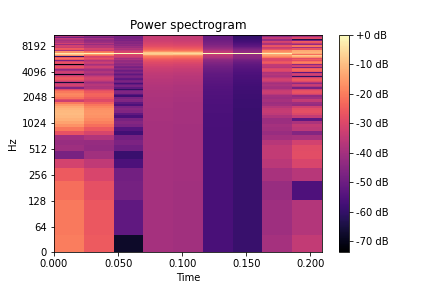 Power spectrogram
8192
4096
2048
1024
512
256
128
64
0
Hz
0.000 0.050 0.100 0.150 0.200
Time
+0 dB
-10 dB
-20 dB
-30 dB
-40 dB
-50 dB
-60 dB
-70 dB